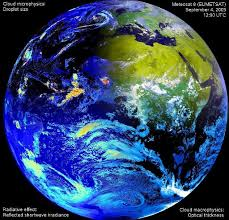 Cloud microphysics:
Droplet size
Meteosat 8 (EUMETSAT)
September 4, 2005
12:00 UTC
Radiative effect:
Reflected shortwave irradiance
Cloud macrophysics:
Optical thickness